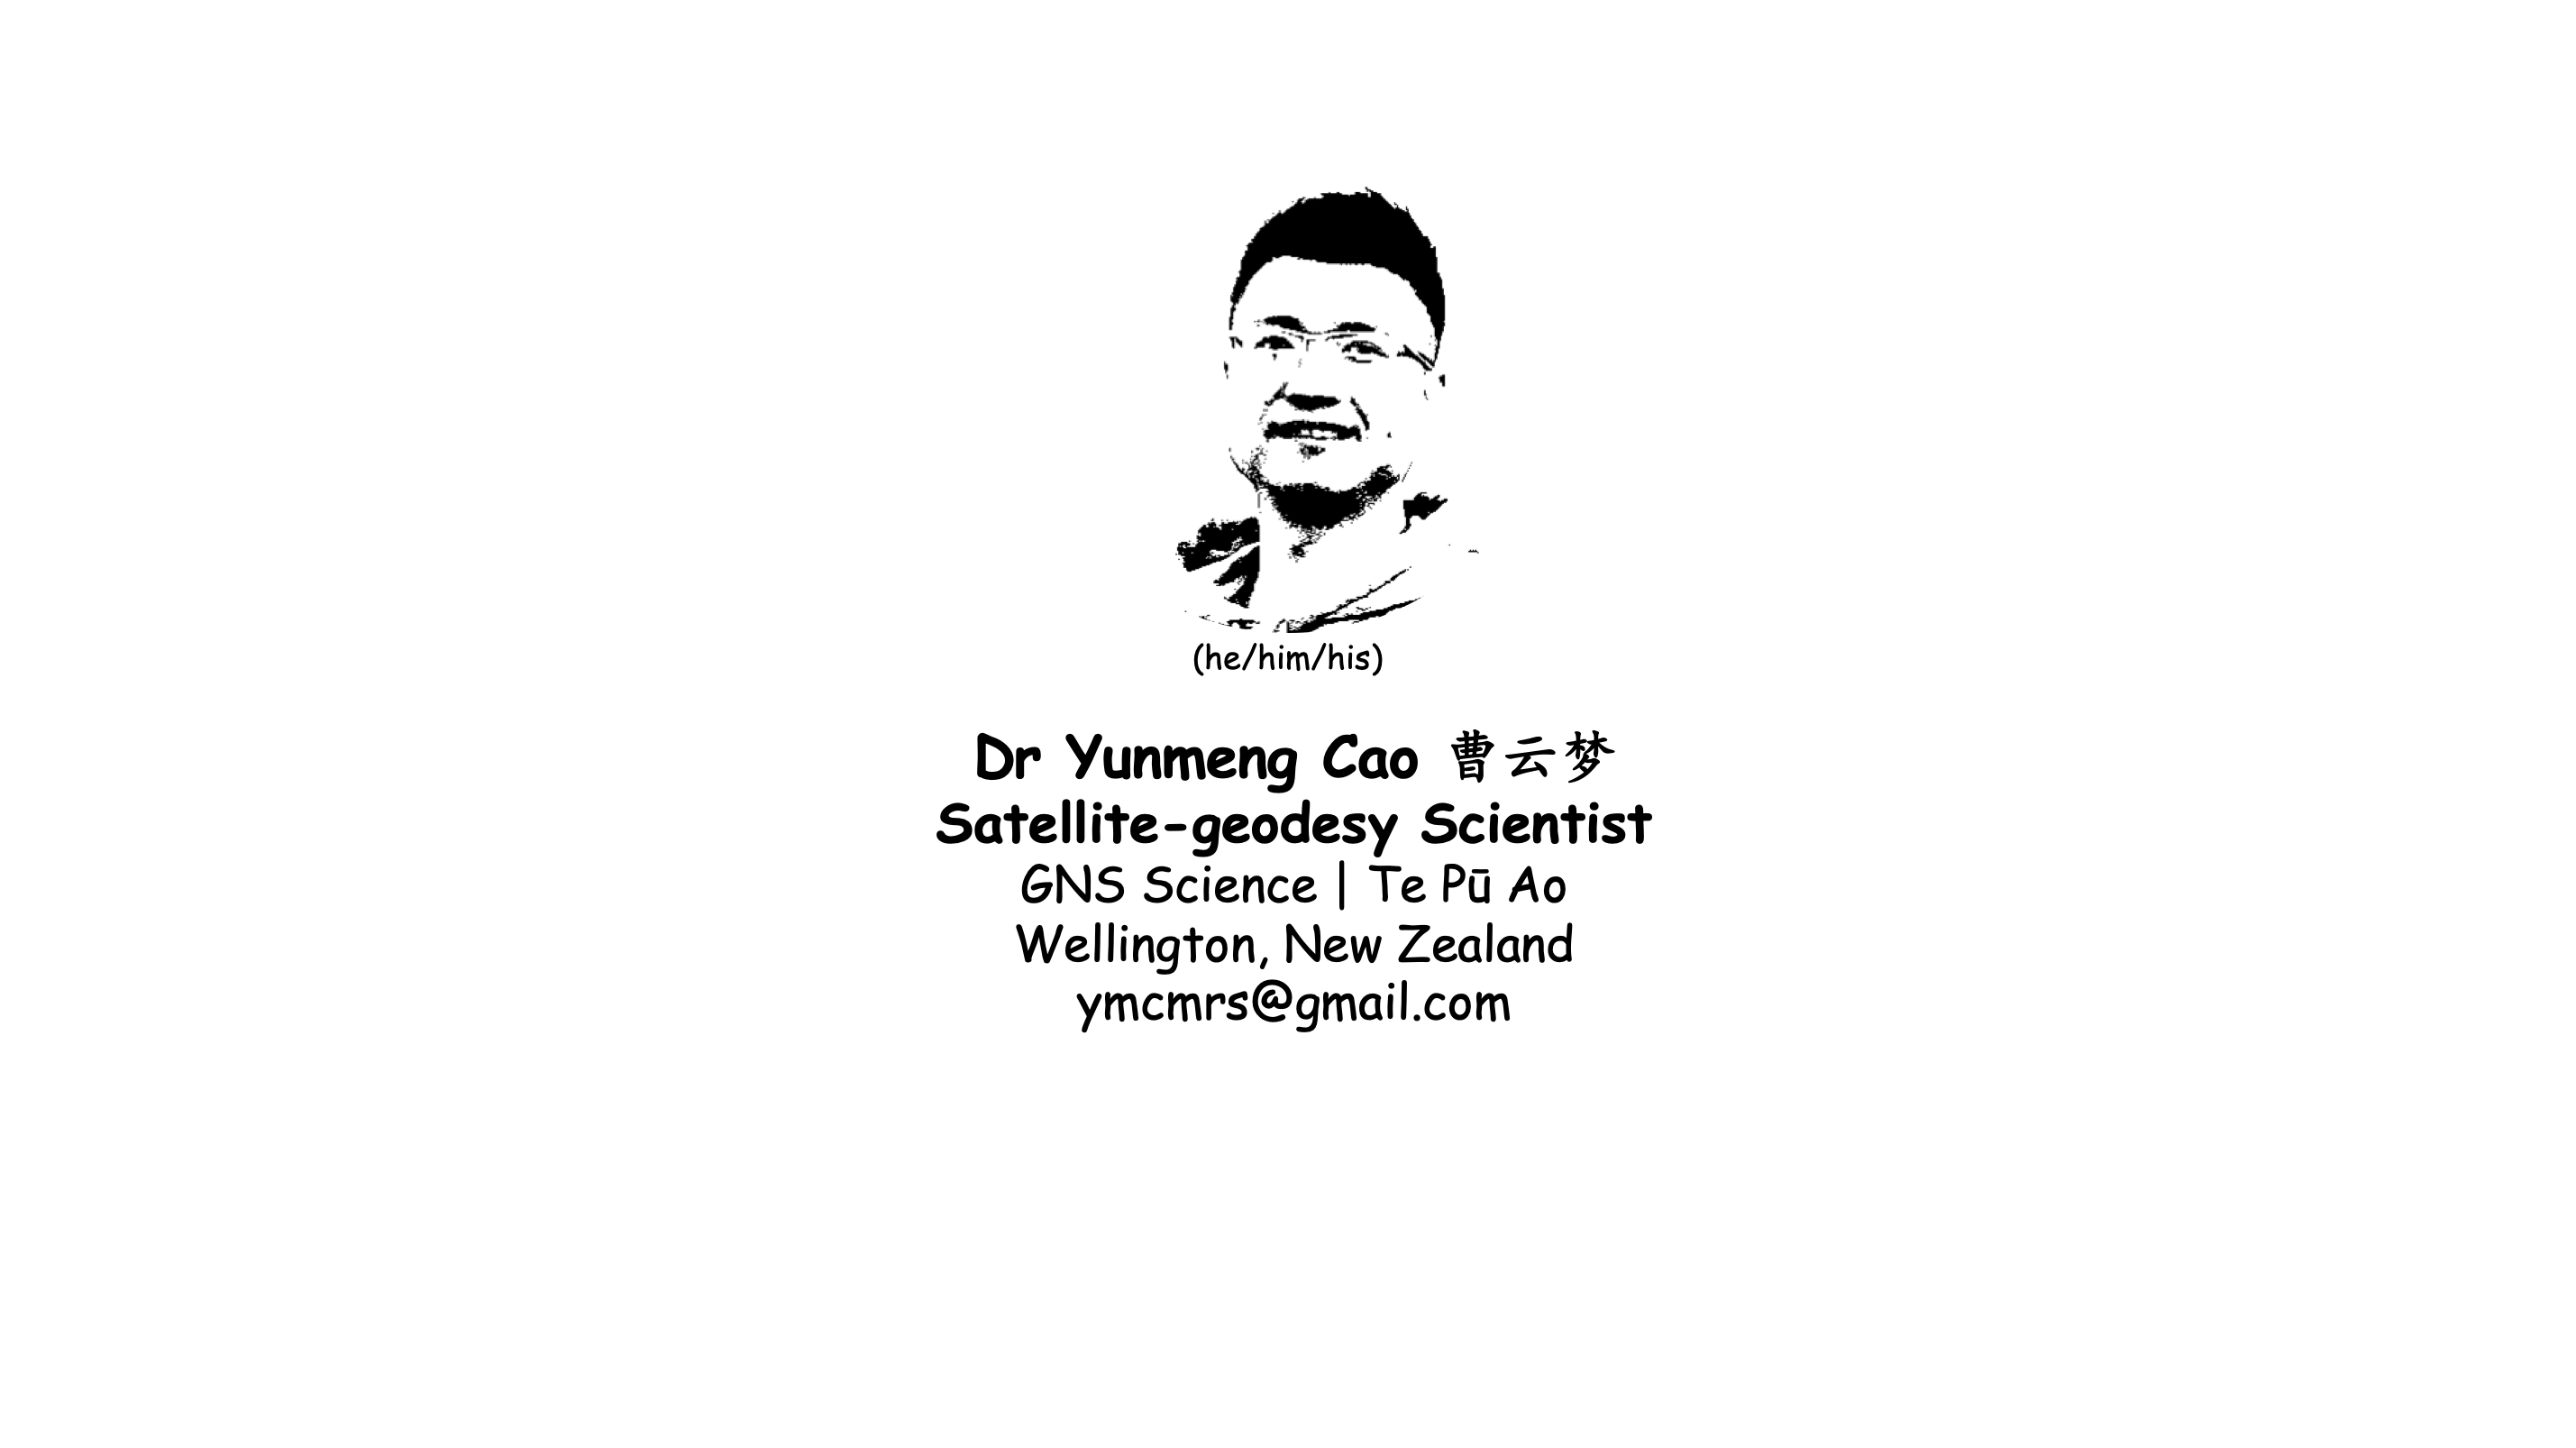 (he/him/his)
Dr Yunmeng Cao 曹云梦
Satellite-geodesy Scientist
GNS Science | Te Pū Ao
Wellington, New Zealand
ymcmrs@gmail.com